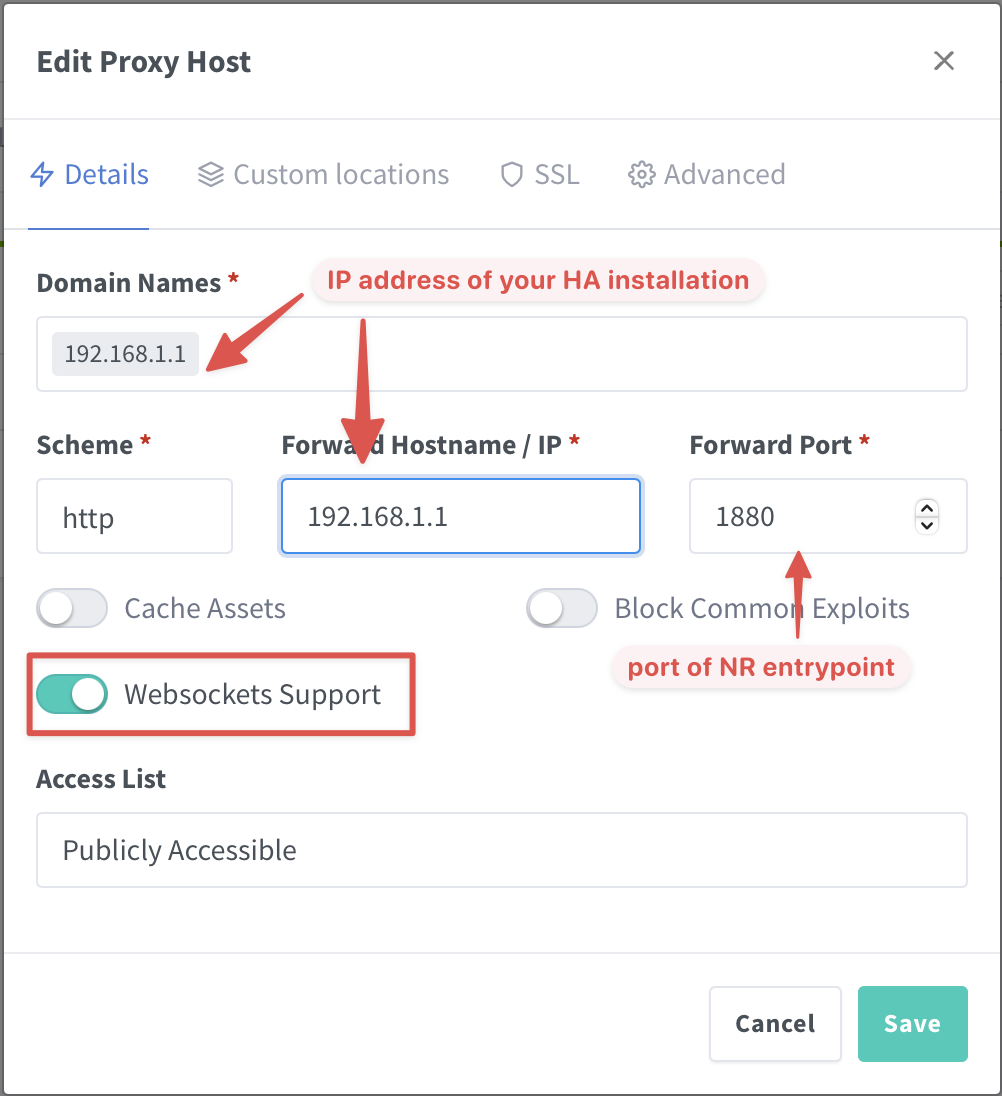 Edit Proxy Host
Details Custom locations SSL Advanced
Domain Names *
IP address of your HA installation
192.168.1.1
Scheme * Forward Hostname / IP * Forward Port *
http 192.168.1.1 1880
Cache Assets Block Common Exploits
port of NR entrypoint
Websockets Support
Access List
Publicly Accessible
Cancel Save